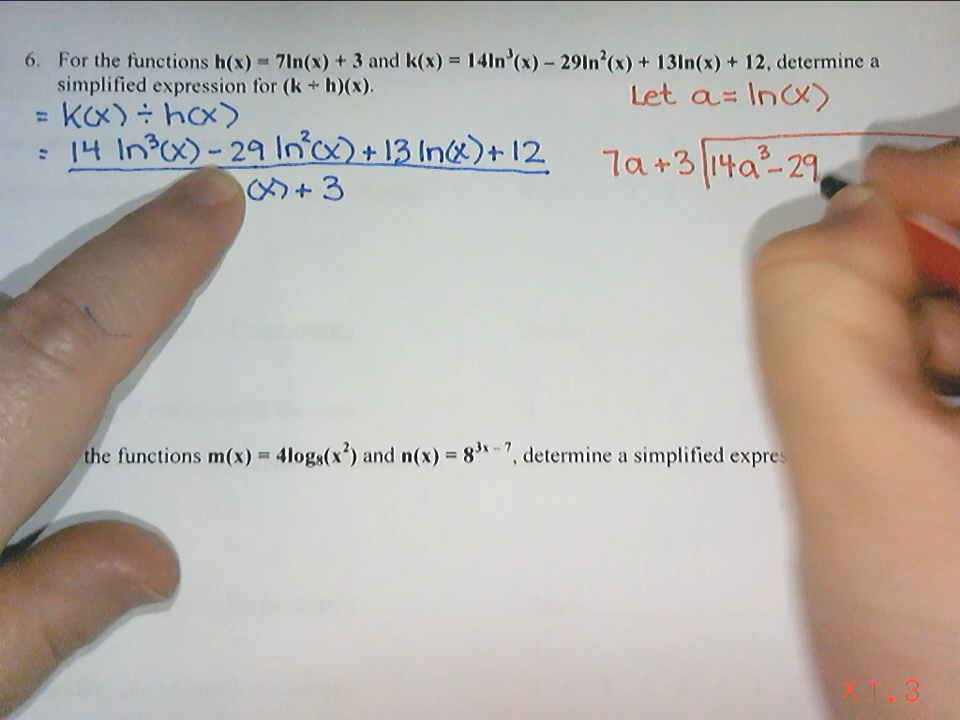 6. For the functions h(x) = 7ln(x) + 3 and k(x) = 14ln³(x) – 29ln²(x) + 13ln(x) + 12, determine a
simplified expression for (k ÷ h)(x).
Let a = ln(x)
= k(x) ÷ h(x)
= 14 ln³(x) - 29 ln²(x) + 13 ln(x) + 12
(x) + 3
7a + 3 14a³ - 29
the functions m(x) = 4log₈(x²) and n(x) = 8³ˣ⁻⁷, determine a simplified expres
x1.3